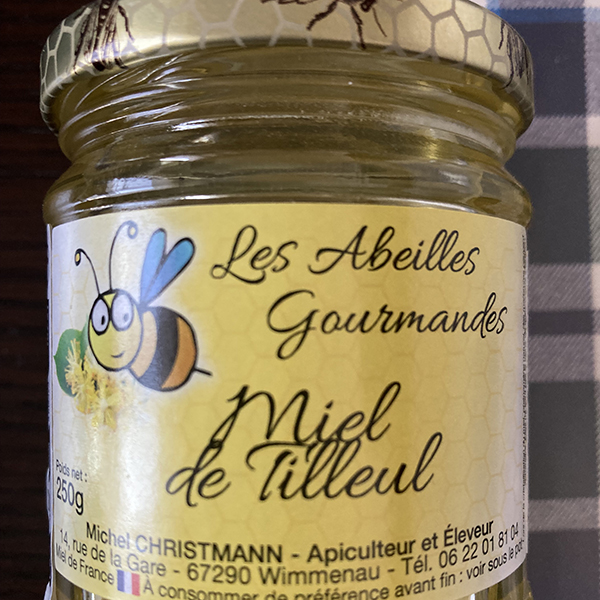 Les Abeilles
Gourmandes
Miel
de Tilleul
Poids net :
250g
Michel CHRISTMANN - Apiculteur et Éleveur
14, rue de la Gare - 67290 Wimmenau - Tél. 06 22 01 81 04
Miel de France À consommer de préférence avant fin : voir sous le pot